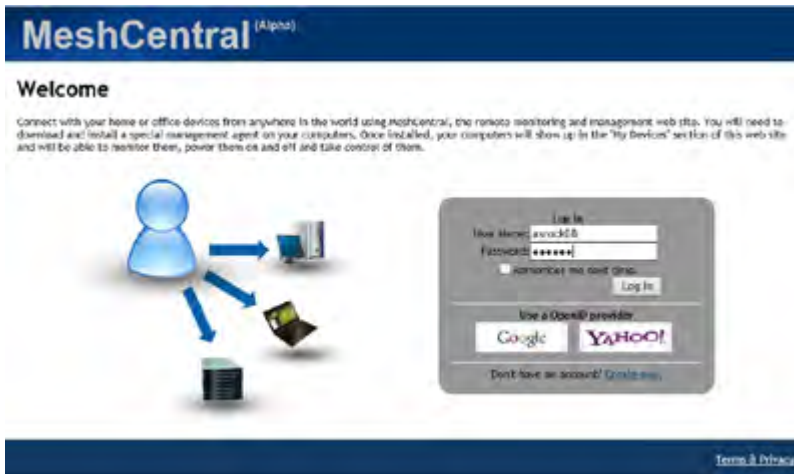 MeshCentral (Alpha)
Welcome
Connect with your home or office devices from anywhere in the world using MeshCentral, the remote monitoring and management web site. You will need to
download and install a special management agent on your computers. Once installed, your computers will show up in the "My Devices" section of this web site
and will be able to monitor them, power them on and off and take control of them.
Log In
User Name: asrock08
Password: ••••••
Remember me next time.
Log In
Use a OpenID provider
Google YAHOO!
Don't have an account? Create one.
Terms & Privacy